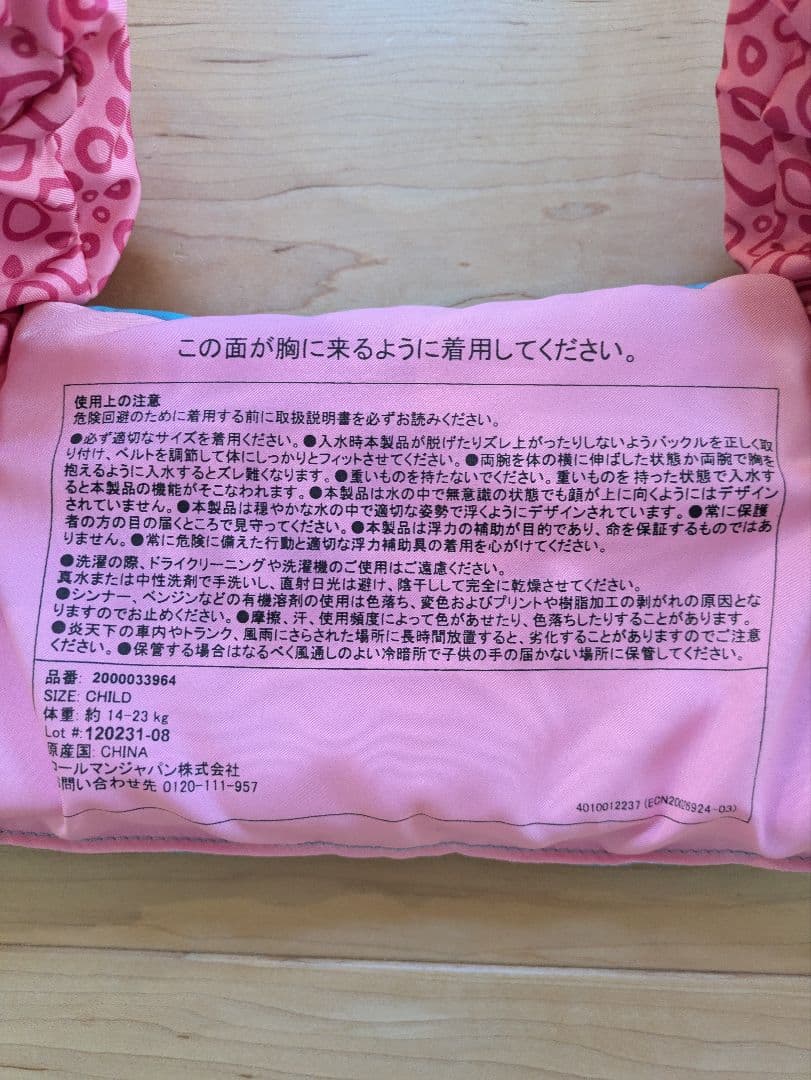 この面が胸に来るように着用してください。
使用上の注意
危険回避のために着用する前に取扱説明書を必ずお読みください。
●必ず適切なサイズを着用ください。●入水時本製品が脱げたりズレ上がったりしないようバックルを正しく取
り付け、ベルトを調節して体にしっかりとフィットさせてください。●両腕を体の横に伸ばした状態か両腕で胸を
抱えるように入水するとズレ難くなります。●重いものを持たないでください。重いものを持った状態で入水す
ると本製品の機能がそこなわれます。●本製品は水の中で無意識の状態でも顔が上に向くようにはデザイン
されていません。●本製品は穏やかな水の中で適切な姿勢で浮くようにデザインされています。●常に保護
者の方の目の届くところで見守ってください。●本製品は浮力の補助が目的であり、命を保証するものではあ
りません。●常に危険に備えた行動と適切な浮力補助具の着用を心がけてください。
●洗濯の際、ドライクリーニングや洗濯機のご使用はご遠慮ください。
真水または中性洗剤で手洗いし、直射日光は避け、陰干しして完全に乾燥させてください。
●シンナー、ベンジンなどの有機溶剤の使用は色落ち、変色およびプリントや樹脂加工の剥がれの原因とな
りますのでお止めください。●摩擦、汗、使用頻度によって色があせたり、色落ちしたりすることがあります。
●炎天下の車内やトランク、風雨にさらされた場所に長時間放置すると、劣化することがありますのでご注意
ください。●保管する場合はなるべく風通しのよい冷暗所で子供の手の届かない場所に保管してください。
品番: 2000033964
SIZE: CHILD
体重: 約 14-23 kg
Lot #: 120231-08
原産国: CHINA
コールマンジャパン株式会社
お問い合わせ先 0120-111-957
4010012237 (ECN20026924-03)